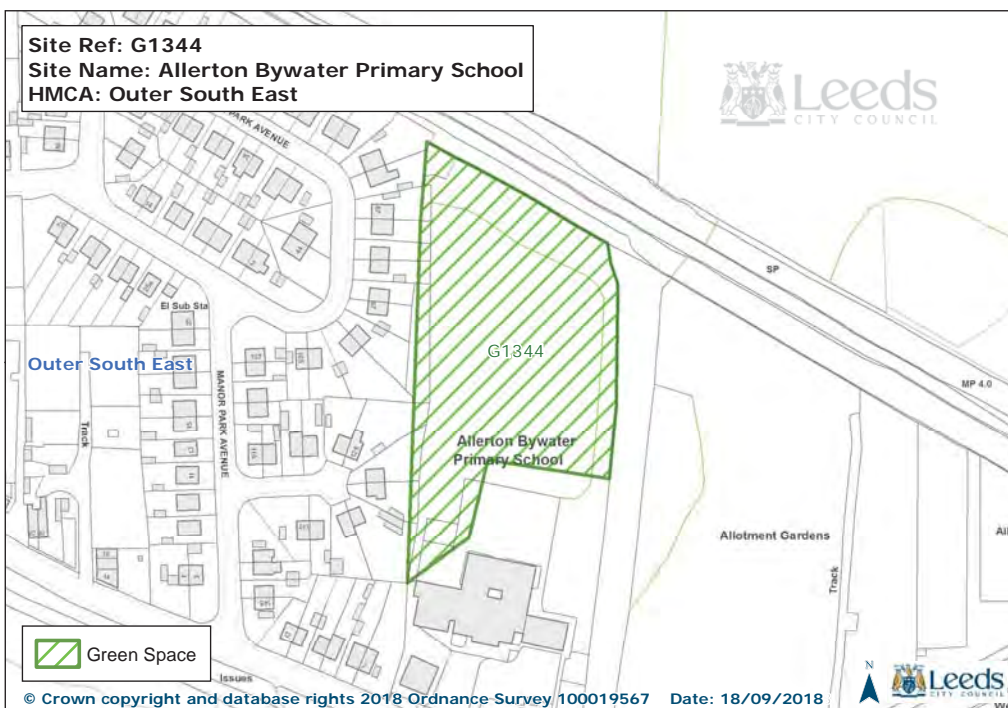 Site Ref: G1344
Site Name: Allerton Bywater Primary School
HMCA: Outer South East
Leeds
CITY COUNCIL
PARK AVENUE
SP
El Sub Sta
G1344
Outer South East
MANOR PARK AVENUE
MP 4.0
Track
Allerton Bywater
Primary School
Allotment Gardens
Track
Green Space
Issues
N
Leeds
CITY COUNCIL
© Crown copyright and database rights 2018 Ordnance Survey 100019567 Date: 18/09/2018